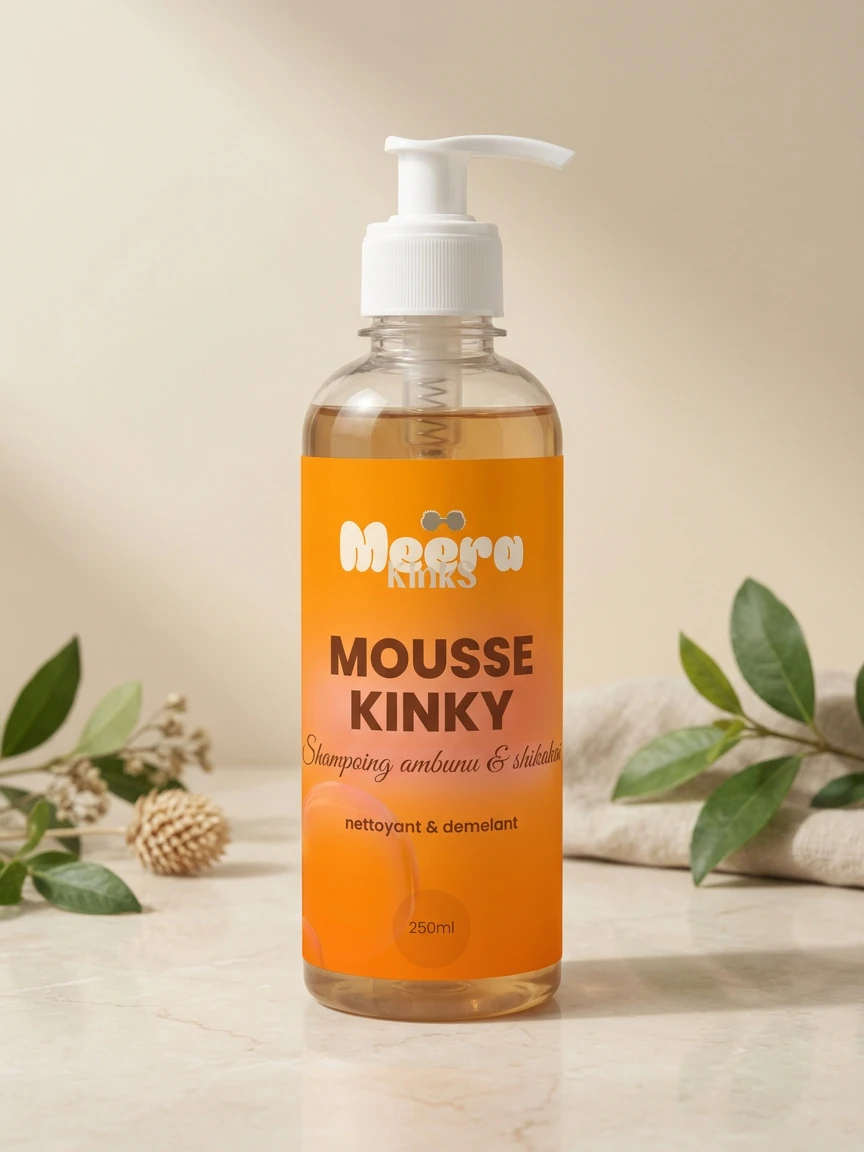 Meera
kinks
MOUSSE
KINKY
Shampoing ambunu & shikakai
nettoyant & demelant
250ml